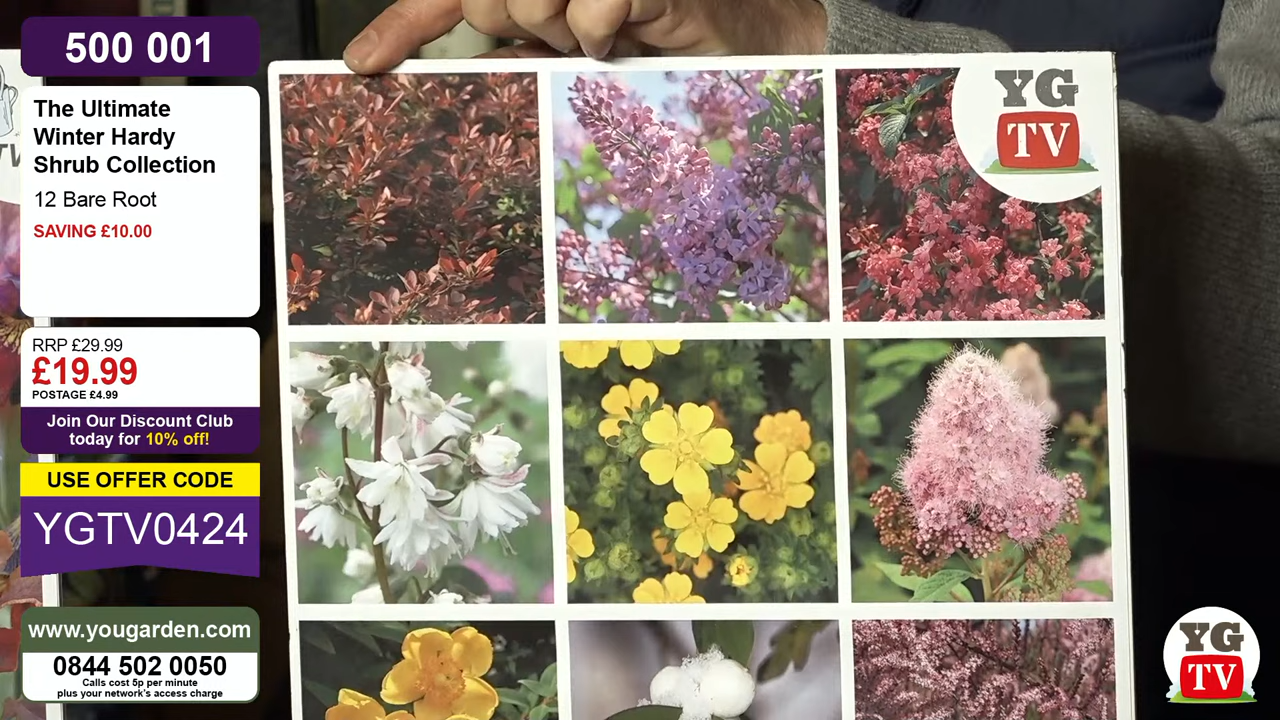 500 001
The Ultimate
Winter Hardy
Shrub Collection
12 Bare Root
SAVING £10.00
RRP £29.99
£19.99
POSTAGE £4.99
Join Our Discount Club
today for 10% off!
USE OFFER CODE
YGTV0424
www.yougarden.com
0844 502 0050
Calls cost 5p per minute
plus your network's access charge
YG
TV
YG
TV